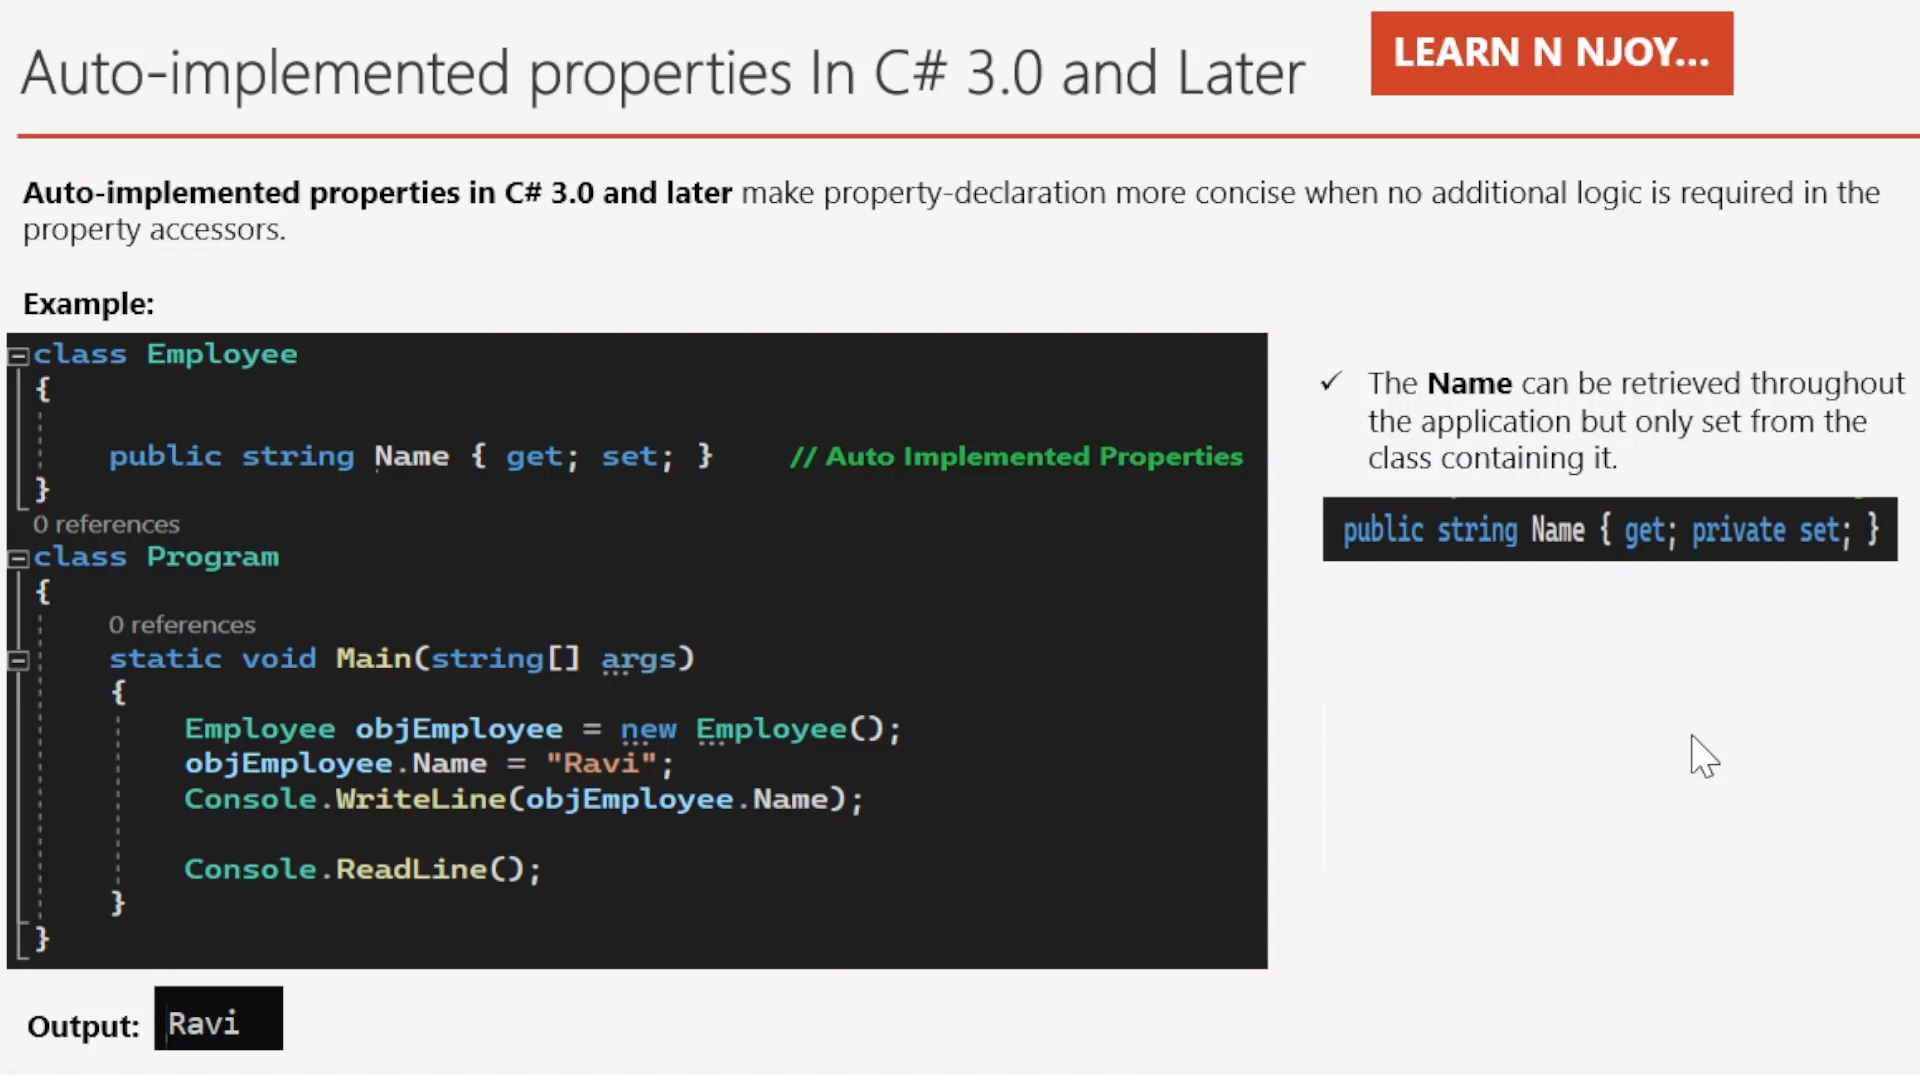 Auto-implemented properties In C# 3.0 and Later
LEARN N NJOY...
Auto-implemented properties in C# 3.0 and later make property-declaration more concise when no additional logic is required in the
property accessors.
Example:
class Employee
{
public string Name { get; set; } // Auto Implemented Properties
}
0 references
class Program
{
0 references
static void Main(string[] args)
{
Employee objEmployee = new Employee();
objEmployee.Name = "Ravi";
Console.WriteLine(objEmployee.Name);
Console.ReadLine();
}
}
Output: Ravi
✓ The Name can be retrieved throughout
the application but only set from the
class containing it.
public string Name { get; private set; }